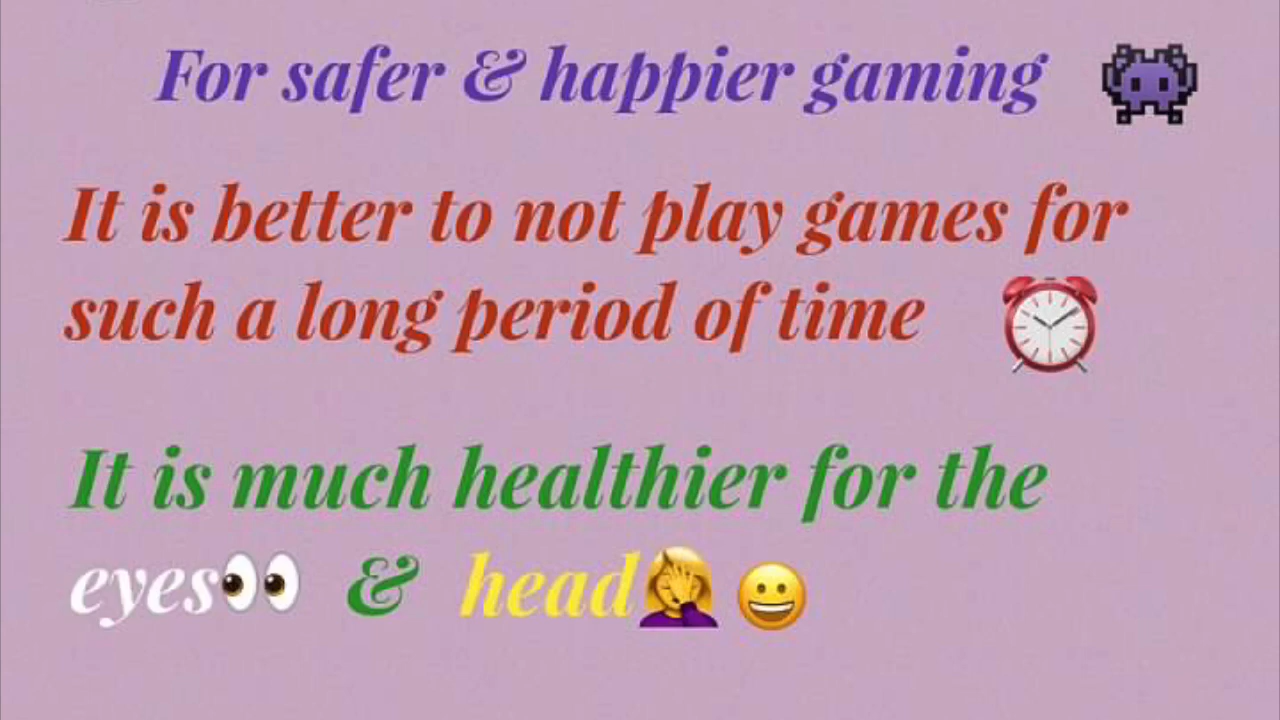 For safer & happier gaming 👾
It is better to not play games for
such a long period of time ⏰
It is much healthier for the
eyes👀 & head🤦‍♀️😀